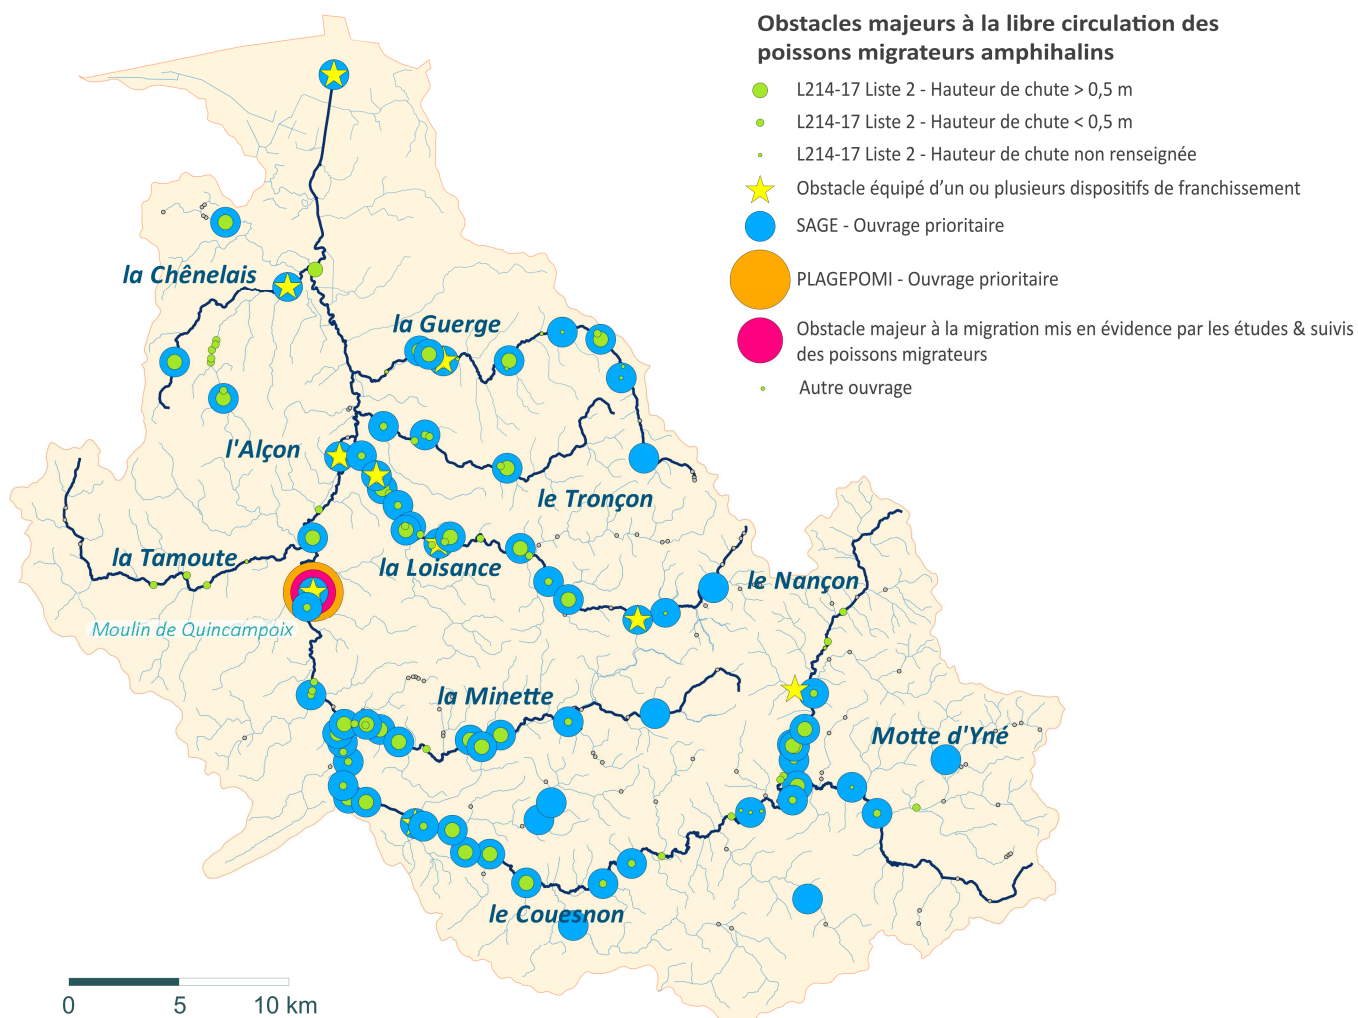 Obstacles majeurs à la libre circulation des
poissons migrateurs amphihalins
L214-17 Liste 2 - Hauteur de chute > 0,5 m
L214-17 Liste 2 - Hauteur de chute < 0,5 m
L214-17 Liste 2 - Hauteur de chute non renseignée
Obstacle équipé d'un ou plusieurs dispositifs de franchissement
SAGE - Ouvrage prioritaire
PLAGEPOMI - Ouvrage prioritaire
Obstacle majeur à la migration mis en évidence par les études & suivis
des poissons migrateurs
Autre ouvrage
la Chênelais
la Guerge
l'Alçon
le Tronçon
la Tamoute
la Loisance
le Nançon
Moulin de Quincampoix
la Minette
Motte d'Yné
le Couesnon
0 5 10 km